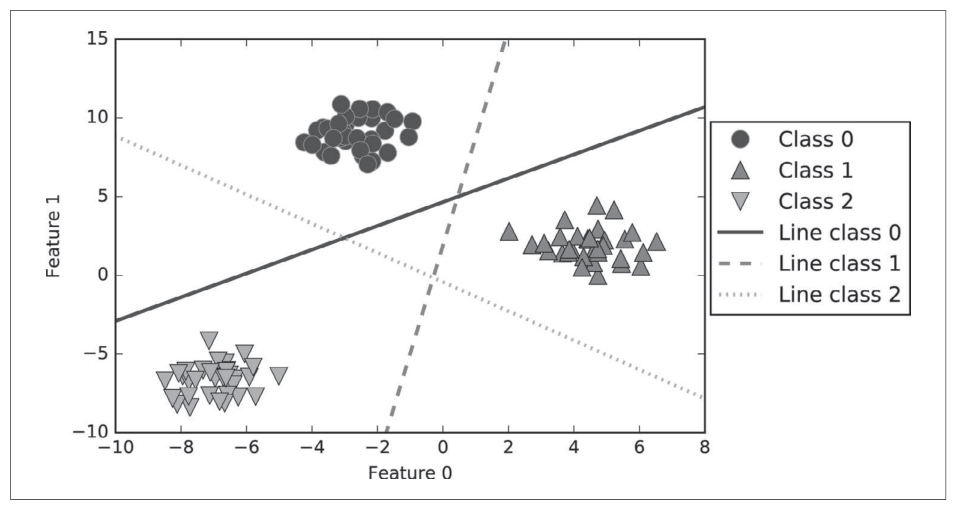 15
10
5
0
−5
−10
−10 −8 −6 −4 −2 0 2 4 6 8
Feature 1
Feature 0
Class 0
Class 1
Class 2
Line class 0
Line class 1
Line class 2